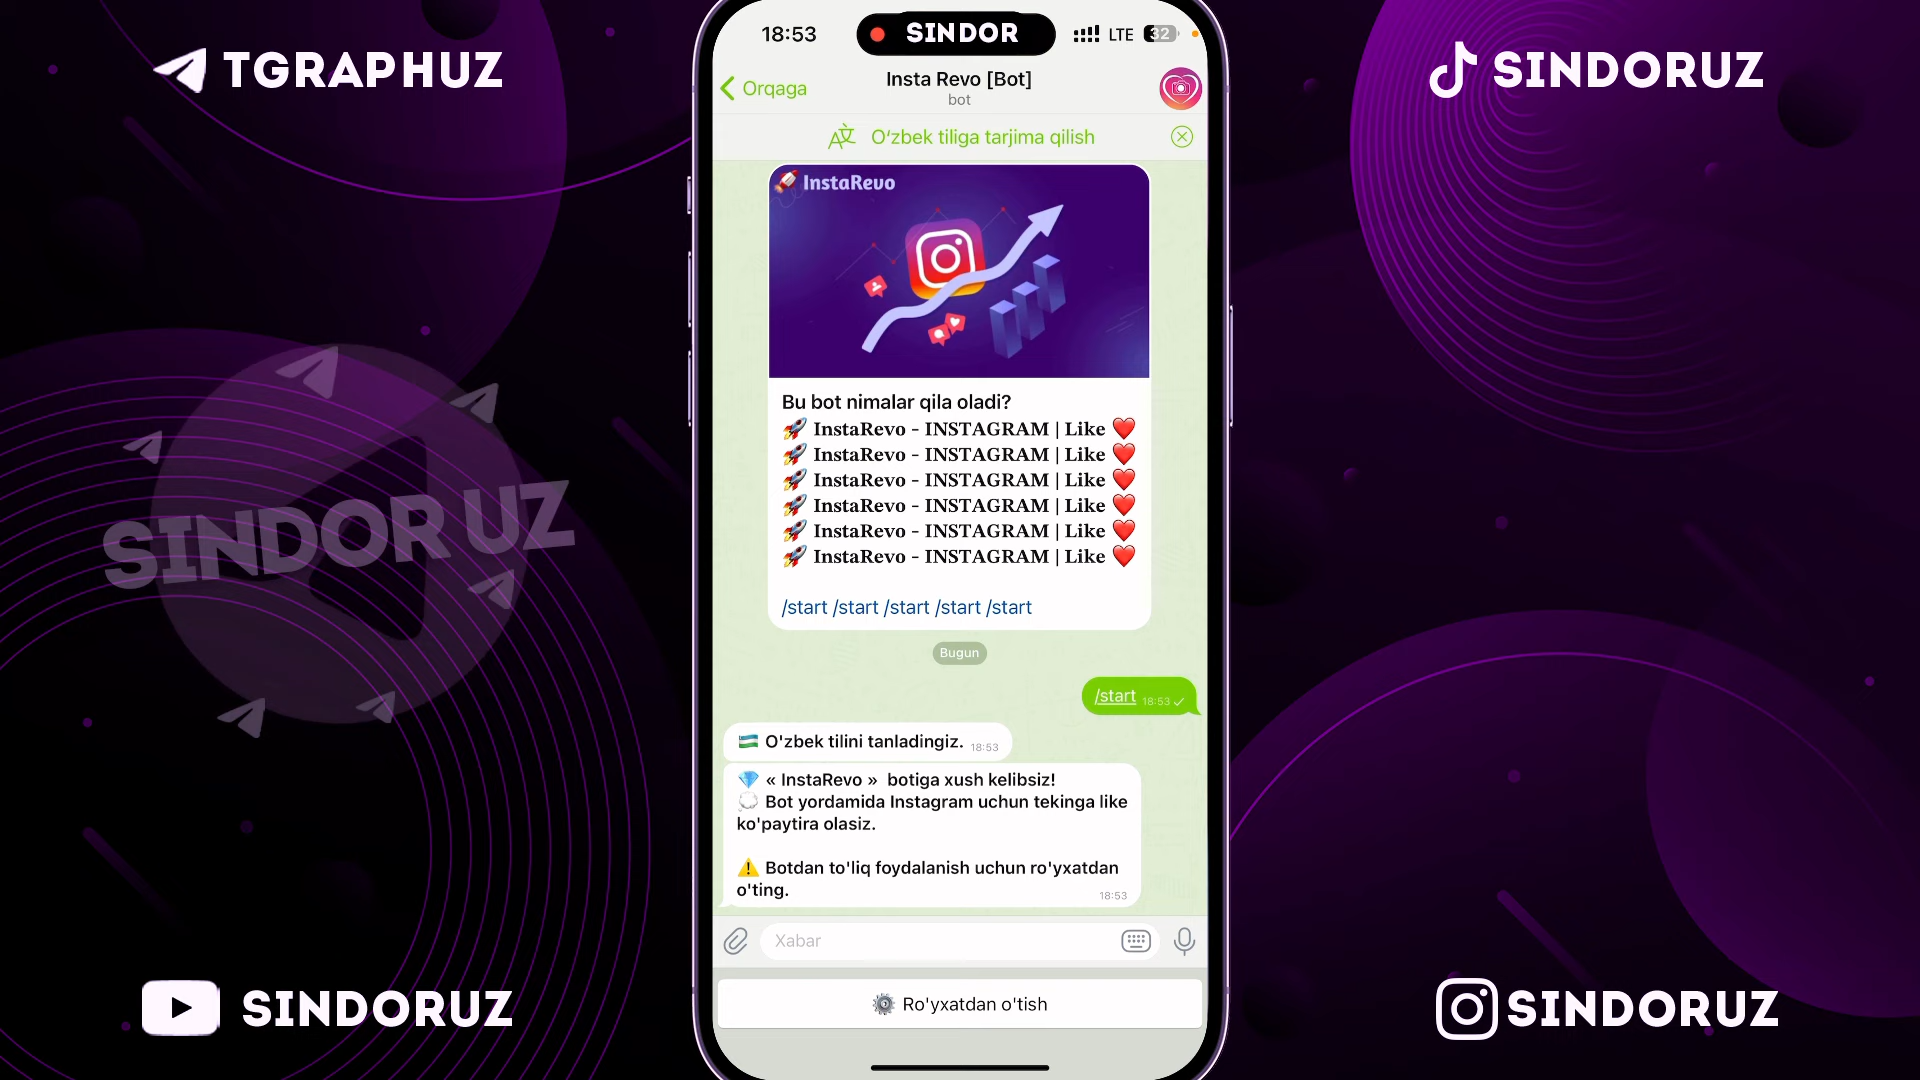 TGRAPHUZ
SINDORUZ
SINDOR UZ
SINDORUZ
SINDORUZ
18:53
SINDOR
LTE
32
Orqaga
Insta Revo [Bot]
bot
O‘zbek tiliga tarjima qilish
InstaRevo
Bu bot nimalar qila oladi?
🚀 InstaRevo - INSTAGRAM | Like ❤️
🚀 InstaRevo - INSTAGRAM | Like ❤️
🚀 InstaRevo - INSTAGRAM | Like ❤️
🚀 InstaRevo - INSTAGRAM | Like ❤️
🚀 InstaRevo - INSTAGRAM | Like ❤️
🚀 InstaRevo - INSTAGRAM | Like ❤️
/start /start /start /start /start
Bugun
/start 18:53
🇺🇿 O'zbek tilini tanladingiz. 18:53
💎 « InstaRevo » botiga xush kelibsiz!
💭 Bot yordamida Instagram uchun tekinga like
ko'paytira olasiz.
⚠️ Botdan to'liq foydalanish uchun ro'yxatdan
o'ting. 18:53
Xabar
⚙️ Ro'yxatdan o'tish